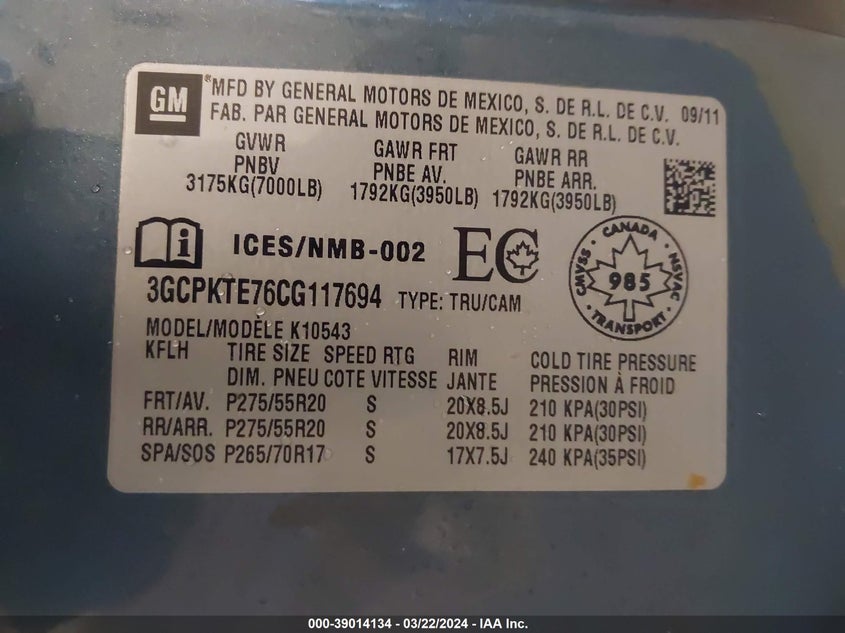 GM
MFD BY GENERAL MOTORS DE MEXICO, S. DE R.L. DE C.V. 09/11
FAB. PAR GENERAL MOTORS DE MEXICO, S. DE R.L. DE C.V.
GVWR GAWR FRT GAWR RR
PNBV PNBE AV. PNBE ARR.
3175KG(7000LB) 1792KG(3950LB) 1792KG(3950LB)
i ICES/NMB-002 EC
CANADA
CMVSS 985 NSVAC
TRANSPORT
3GCPKTE76CG117694 TYPE: TRU/CAM
MODEL/MODÈLE K10543
KFLH TIRE SIZE SPEED RTG RIM COLD TIRE PRESSURE
DIM. PNEU COTE VITESSE JANTE PRESSION À FROID
FRT/AV. P275/55R20 S 20X8.5J 210 KPA(30PSI)
RR/ARR. P275/55R20 S 20X8.5J 210 KPA(30PSI)
SPA/SOS P265/70R17 S 17X7.5J 240 KPA(35PSI)
000-39014134 - 03/22/2024 - IAA Inc.